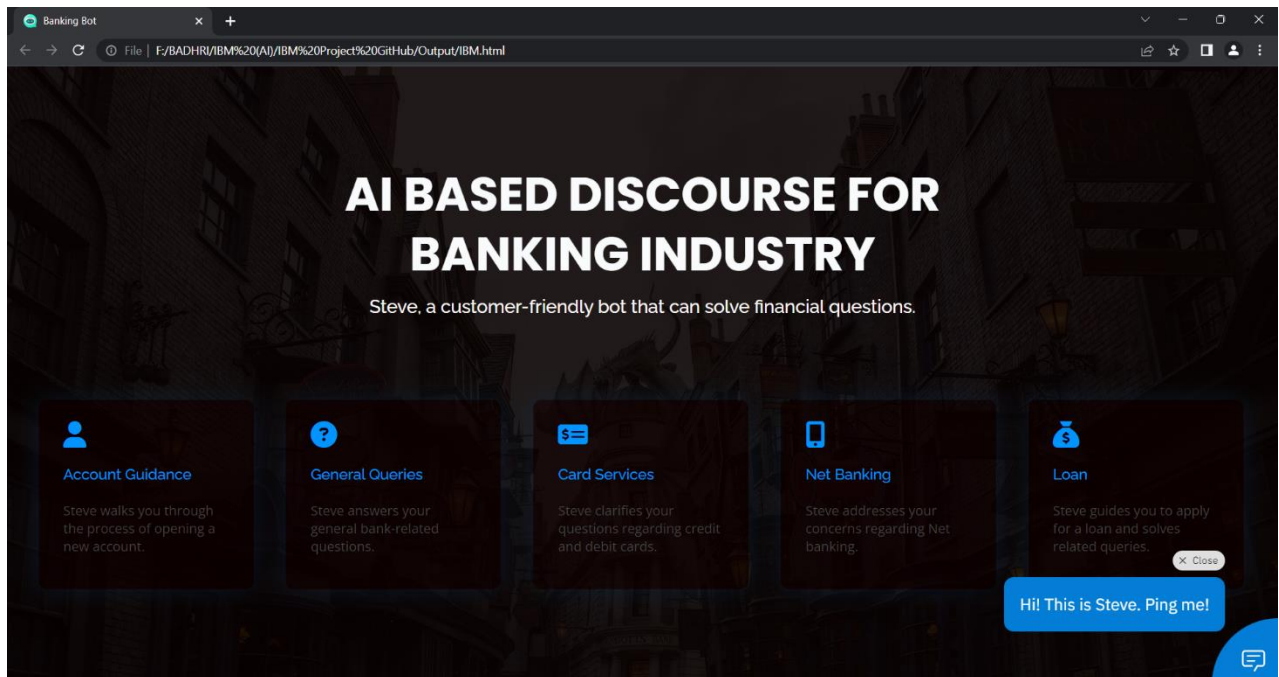 Banking Bot
File | F:/BADHRI/IBM%20(AI)/IBM%20Project%20GitHub/Output/IBM.html
AI BASED DISCOURSE FOR
BANKING INDUSTRY
Steve, a customer-friendly bot that can solve financial questions.
Account Guidance
Steve walks you through
the process of opening a
new account.
General Queries
Steve answers your
general bank-related
questions.
Card Services
Steve clarifies your
questions regarding credit
and debit cards.
Net Banking
Steve addresses your
concerns regarding Net
banking.
Loan
Steve guides you to apply
for a loan and solves
related queries.
× Close
Hi! This is Steve. Ping me!